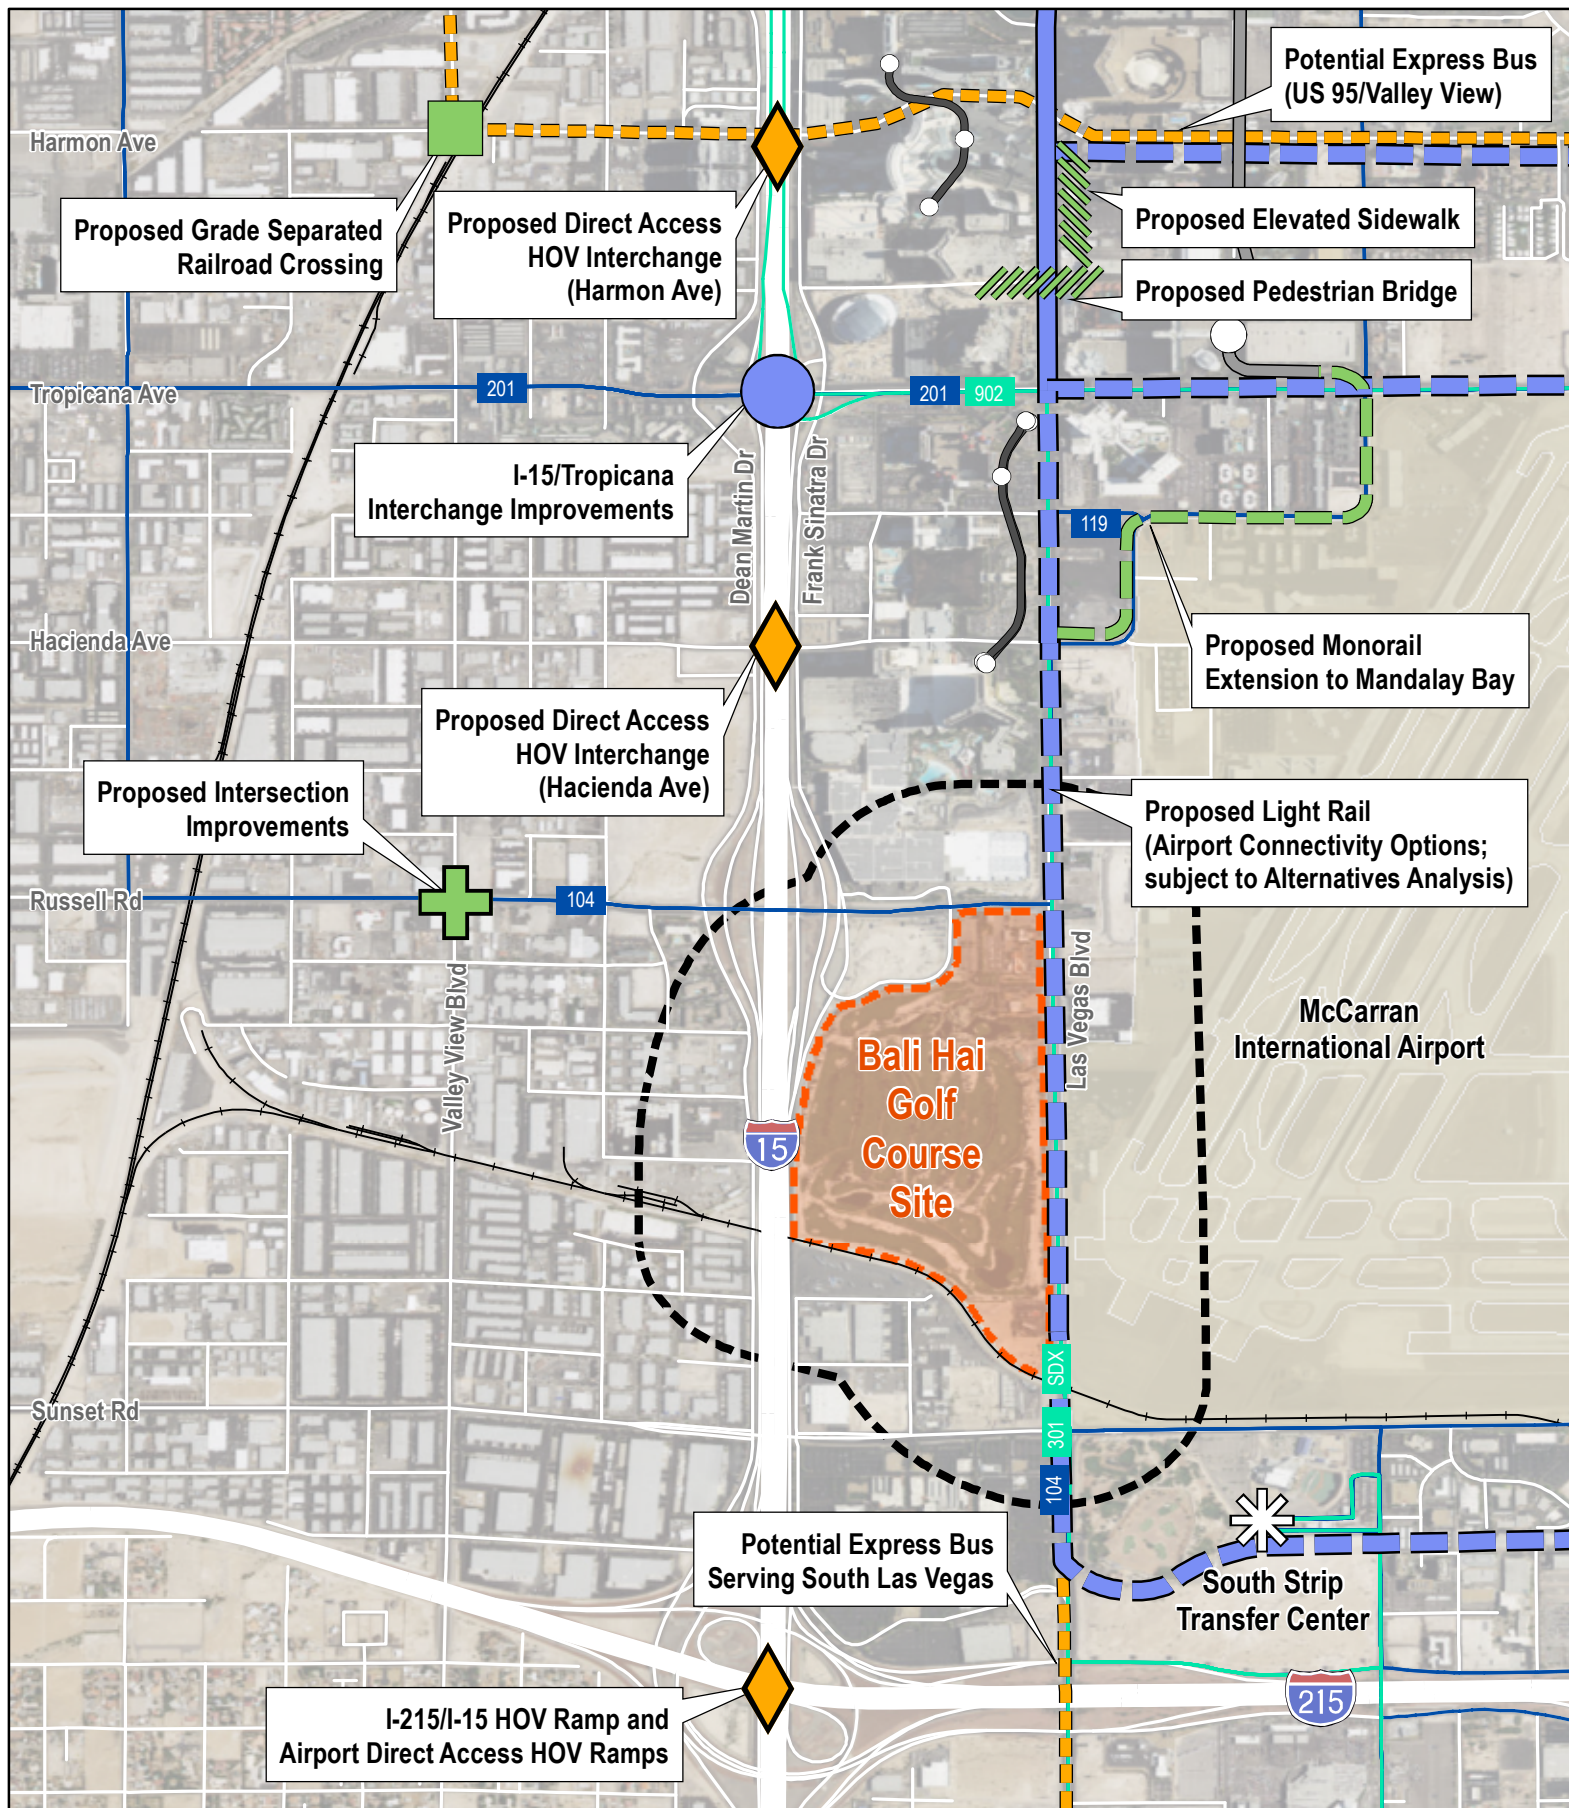 Potential Express Bus
(US 95/Valley View)
Harmon Ave
Proposed Grade Separated
Railroad Crossing
Proposed Direct Access
HOV Interchange
(Harmon Ave)
Proposed Elevated Sidewalk
Proposed Pedestrian Bridge
Tropicana Ave
201
201
902
I-15/Tropicana
Interchange Improvements
Dean Martin Dr
Frank Sinatra Dr
119
Hacienda Ave
Proposed Monorail
Extension to Mandalay Bay
Proposed Direct Access
HOV Interchange
(Hacienda Ave)
Proposed Intersection
Improvements
Proposed Light Rail
(Airport Connectivity Options;
subject to Alternatives Analysis)
Russell Rd
104
Valley View Blvd
Las Vegas Blvd
McCarran
International Airport
Bali Hai
Golf
Course
Site
15
SDX
Sunset Rd
301
104
Potential Express Bus
Serving South Las Vegas
South Strip
Transfer Center
I-215/I-15 HOV Ramp and
Airport Direct Access HOV Ramps
215